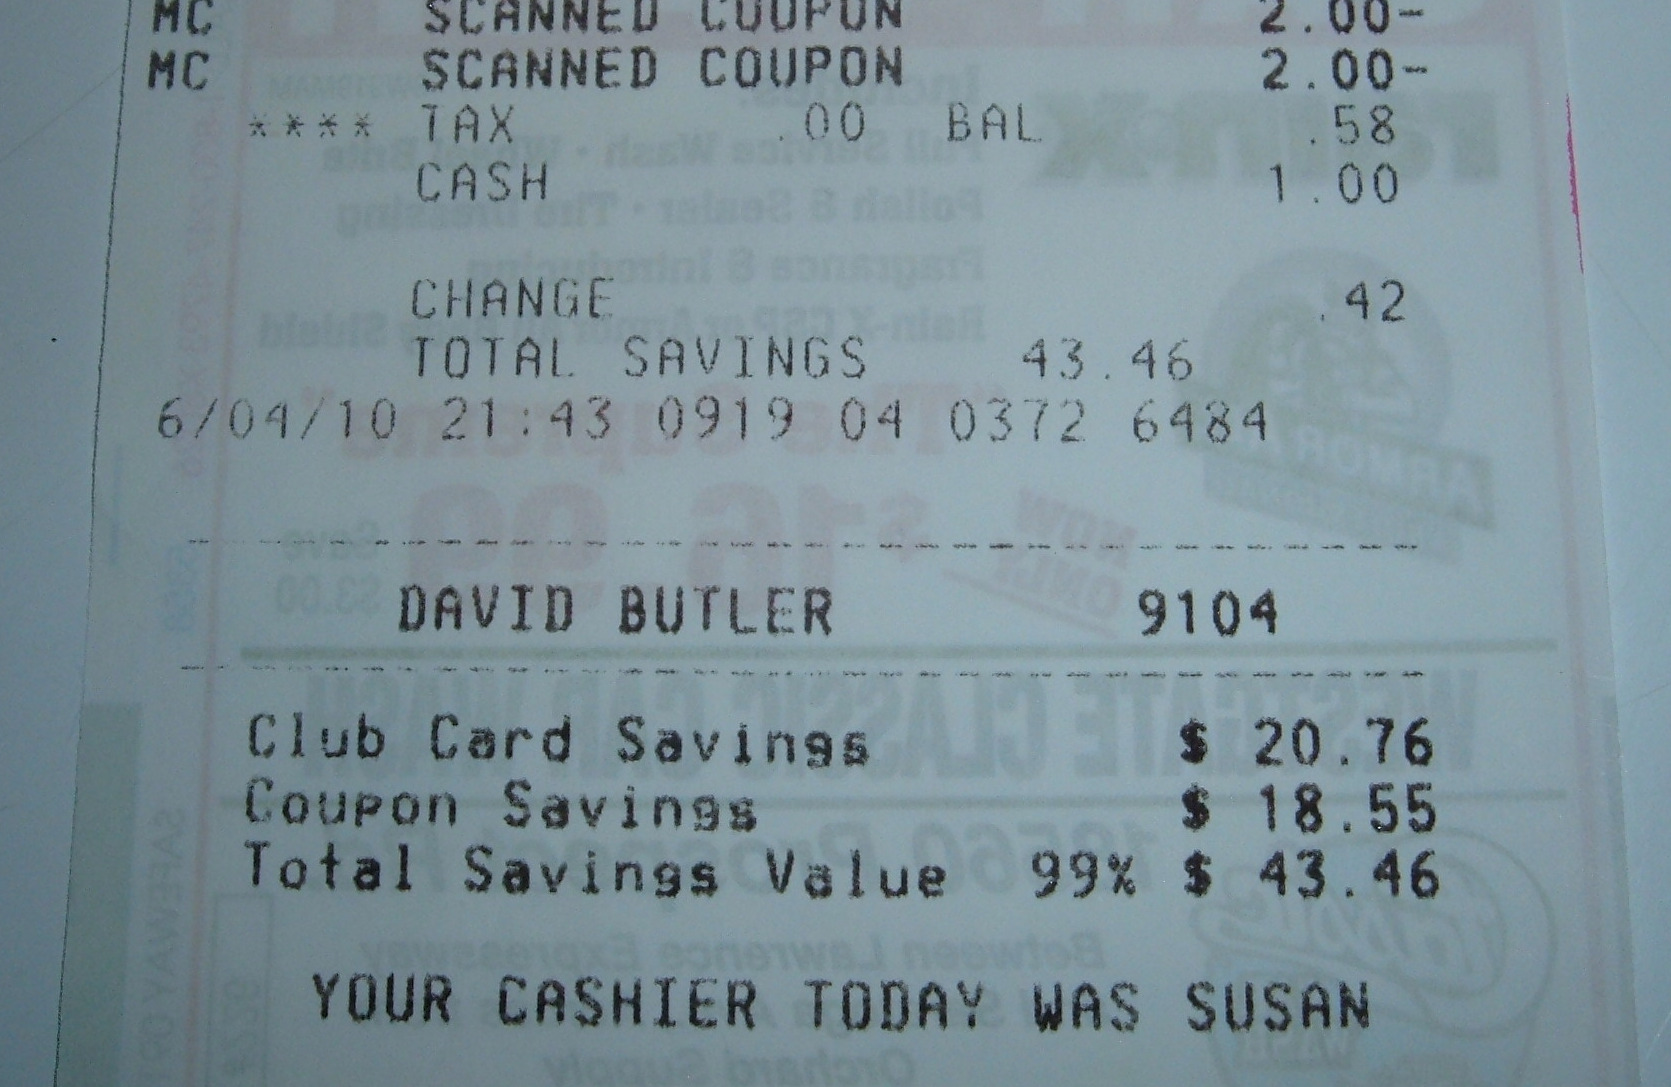 MC SCANNED COUPON 2.00-
MC SCANNED COUPON 2.00-
**** TAX .00 BAL .58
CASH 1.00
CHANGE .42
TOTAL SAVINGS 43.46
6/04/10 21:43 0919 04 0372 6484
DAVID BUTLER 9104
Club Card Savings $ 20.76
Coupon Savings $ 18.55
Total Savings Value 99% $ 43.46
YOUR CASHIER TODAY WAS SUSAN